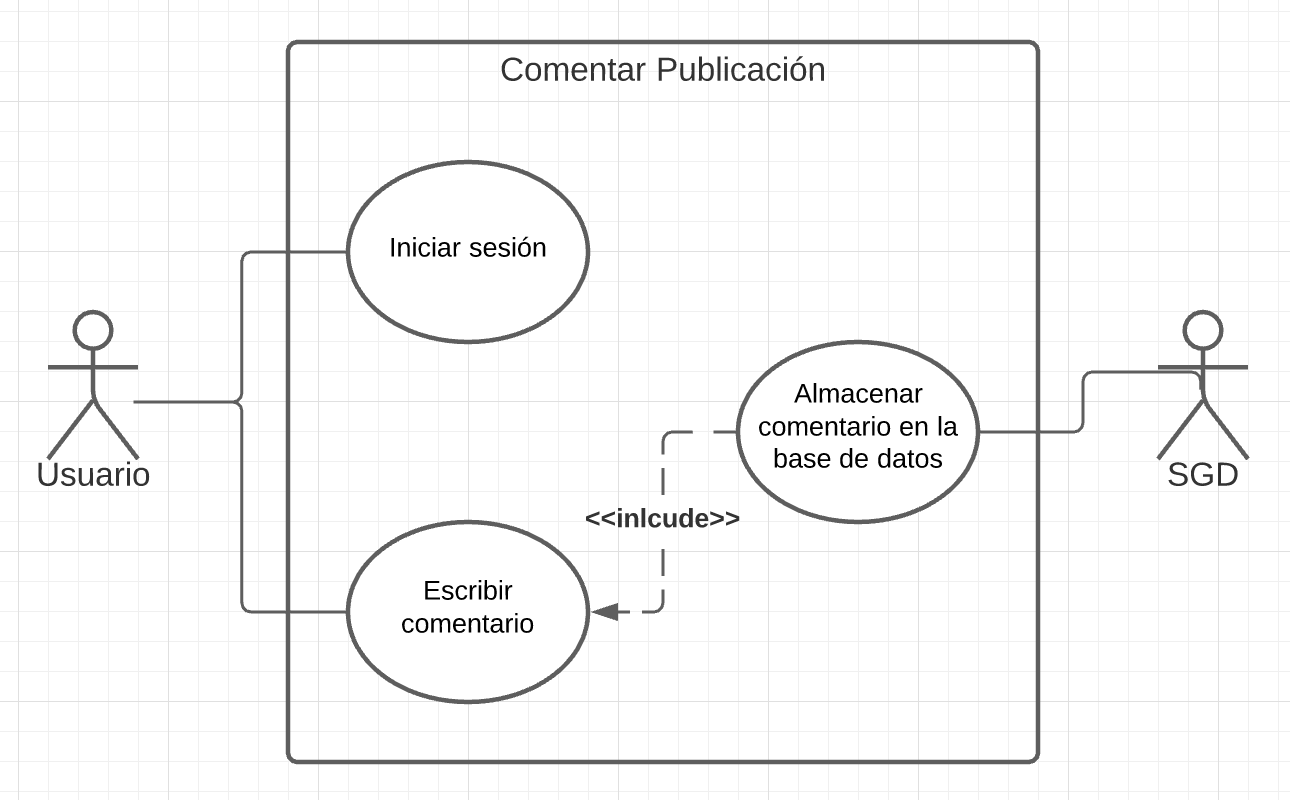 Comentar Publicación
Iniciar sesión
Almacenar
comentario en la
base de datos
Usuario
SGD
<<inlcude>>
Escribir
comentario